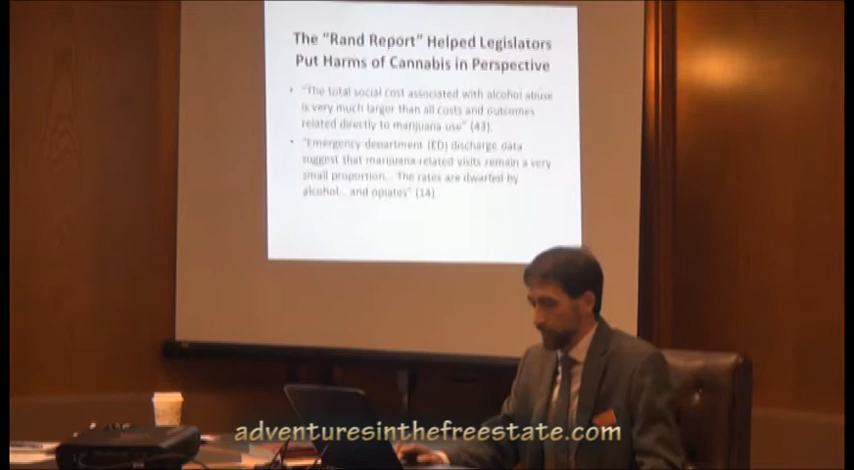 The "Rand Report" Helped Legislators
Put Harms of Cannabis in Perspective
• "The total social cost associated with alcohol abuse
is very much larger than all costs and outcomes
related directly to marijuana use" (43).
• "Emergency department (ED) discharge data
suggest that marijuana-related visits remain a very
small proportion... The rates are dwarfed by
alcohol... and opiates" (14)
adventuresinthefreestate.com